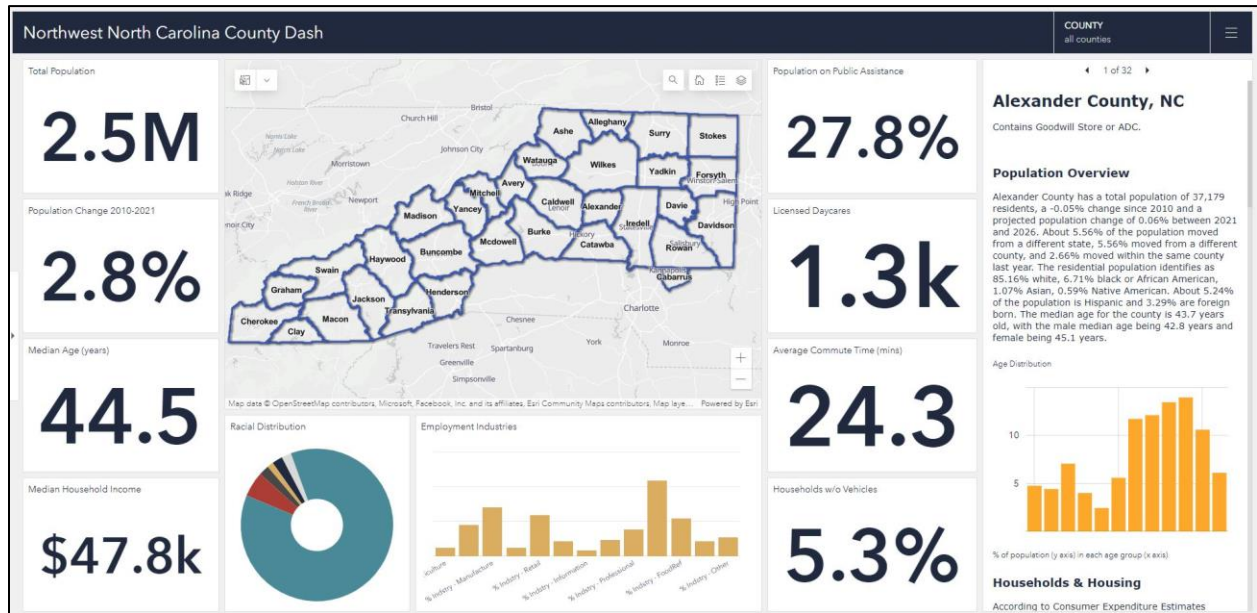 Northwest North Carolina County Dash
COUNTY
all counties
Total Population
2.5M
Population Change 2010-2021
2.8%
Median Age (years)
44.5
Median Household Income
$47.8k
Bristol
Church Hill
Norris Lake
Morristown
Johnson City
Newport
Ashe
Alleghany
Surry
Stokes
Watauga
Wilkes
Yadkin
Forsyth
Winston-Salem
High Point
Avery
Mitchell
Yancey
Madison
Caldwell
Lenoir
Alexander
Iredell
Statesville
Davie
Davidson
Burke
Hickory
Catawba
Salisbury
Rowan
Mcdowell
Buncombe
Haywood
Swain
Kannapolis
Cabarrus
Graham
Jackson
Henderson
Transylvania
Cherokee
Clay
Macon
Charlotte
Chesnee
Travelers Rest
Spartanburg
York
Monroe
Greenville
Simpsonville
Map data © OpenStreetMap contributors, Microsoft, Facebook, Inc. and its affiliates, Esri Community Maps contributors, Map laye...
Powered by Esri
Racial Distribution
Employment Industries
% Indstry - Manufacture
% Indstry - Retail
% Indstry - Information
% Indstry - Professional
% Indstry - FoodRef
% Indstry - Other
Population on Public Assistance
27.8%
Licensed Daycares
1.3k
Average Commute Time (mins)
24.3
Households w/o Vehicles
5.3%
1 of 32
Alexander County, NC
Contains Goodwill Store or ADC.
Population Overview
Alexander County has a total population of 37,179
residents, a -0.05% change since 2010 and a
projected population change of 0.06% between 2021
and 2026. About 5.56% of the population moved
from a different state, 5.56% moved from a different
county, and 2.66% moved within the same county
last year. The residential population identifies as
85.16% white, 6.71% black or African American,
1.07% Asian, 0.59% Native American. About 5.24%
of the population is Hispanic and 3.29% are foreign
born. The median age for the county is 43.7 years
old, with the male median age being 42.8 years and
female being 45.1 years.
Age Distribution
10
5
% of population (y axis) in each age group (x axis)
Households & Housing
According to Consumer Expenditure Estimates